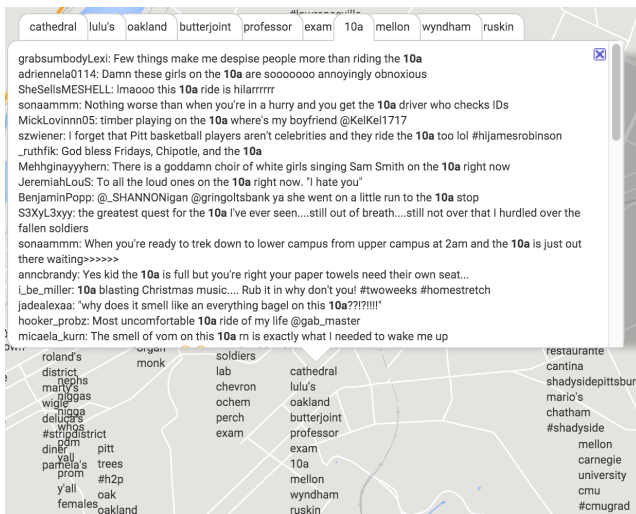 cathedral lulu's oakland butterjoint professor exam 10a mellon wyndham ruskin
grabsumbodyLexi: Few things make me despise people more than riding the 10a
adriennela0114: Damn these girls on the 10a are sooooooo annoyingly obnoxious
SheSellsMESHELL: lmaooo this 10a ride is hilarrrrrr
sonaammm: Nothing worse than when you're in a hurry and you get the 10a driver who checks IDs
MickLovinnn05: timber playing on the 10a where's my boyfriend @KelKel1717
szwiener: I forget that Pitt basketball players aren't celebrities and they ride the 10a too lol #hijamesrobinson
_ruthfik: God bless Fridays, Chipotle, and the 10a
Mehhginayyyhern: There is a goddamn choir of white girls singing Sam Smith on the 10a right now
JeremiahLouS: To all the loud ones on the 10a right now. "I hate you"
BenjaminPopp: @_SHANNONigan @gringoltsbank ya she went on a little run to the 10a stop
S3XyL3xyy: the greatest quest for the 10a I've ever seen....still out of breath....still not over that I hurdled over the
fallen soldiers
sonaammm: When you're ready to trek down to lower campus from upper campus at 2am and the 10a is just out
there waiting>>>>>>
anncbrandy: Yes kid the 10a is full but you're right your paper towels need their own seat...
i_be_miller: 10a blasting Christmas music.... Rub it in why don't you! #twoweeks #homestretch
jadealexaa: "why does it smell like an everything bagel on this 10a??!?!!!!"
hooker_probz: Most uncomfortable 10a ride of my life @gab_master
micaela_kurn: The smell of vom on this 10a rn is exactly what I needed to wake me up
roland's
district
marty's
wigle
deluca's
#stripdistrict
diner
pamela's
nephs
niggas
nigga
whos
pdm
yall
prom
y'all
females
pitt
trees
#h2p
oak
oakland
organ
monk
soldiers
lab
chevron
ochem
perch
exam
cathedral
lulu's
oakland
butterjoint
professor
exam
10a
mellon
wyndham
ruskin
restaurante
cantina
shadysidepittsbur
mario's
chatham
#shadyside
mellon
carnegie
university
cmu
#cmugrad